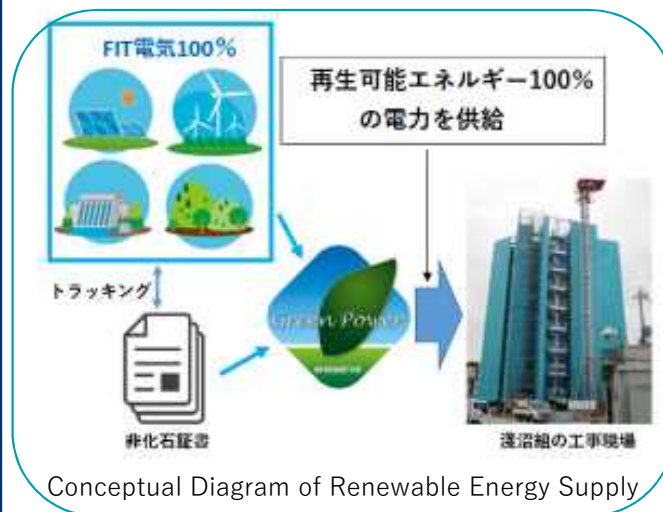 FIT電気100%
再生可能エネルギー100%
の電力を供給
トラッキング
Green Power
非化石証書
淺沼組の工事現場
Conceptual Diagram of Renewable Energy Supply